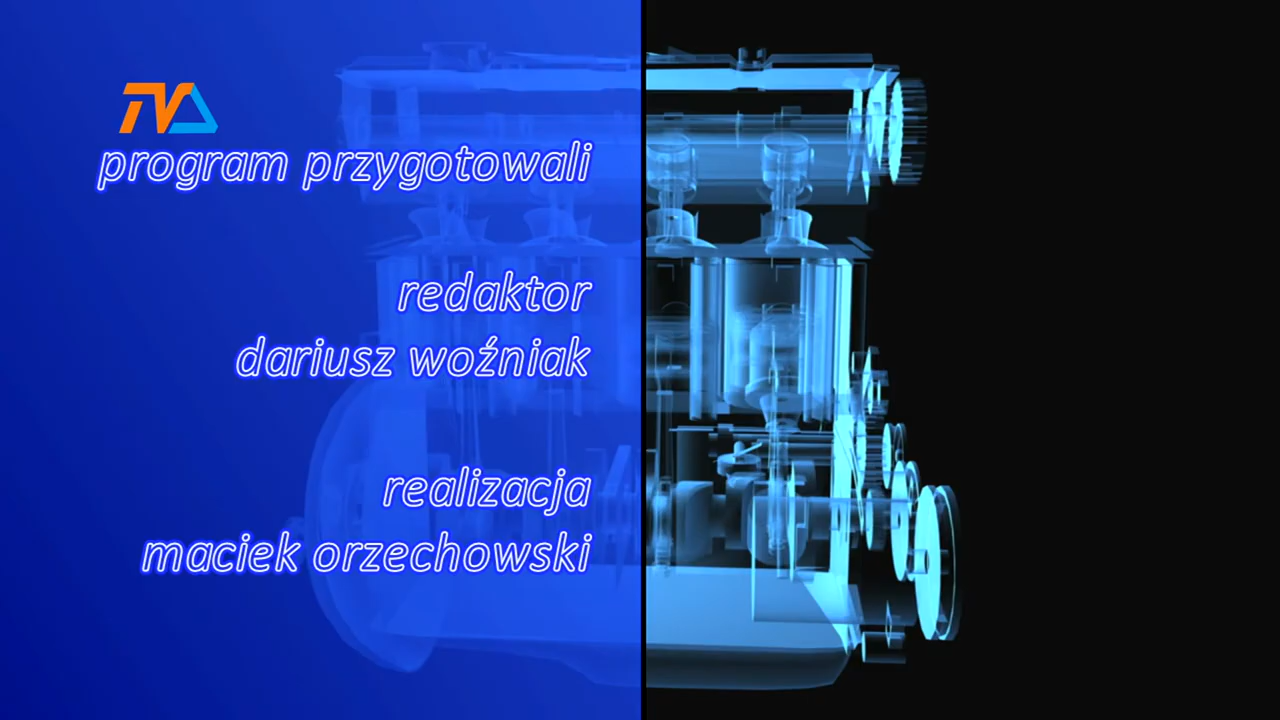 TVA
program przygotowali
redaktor
dariusz woźniak
realizacja
maciek orzechowski